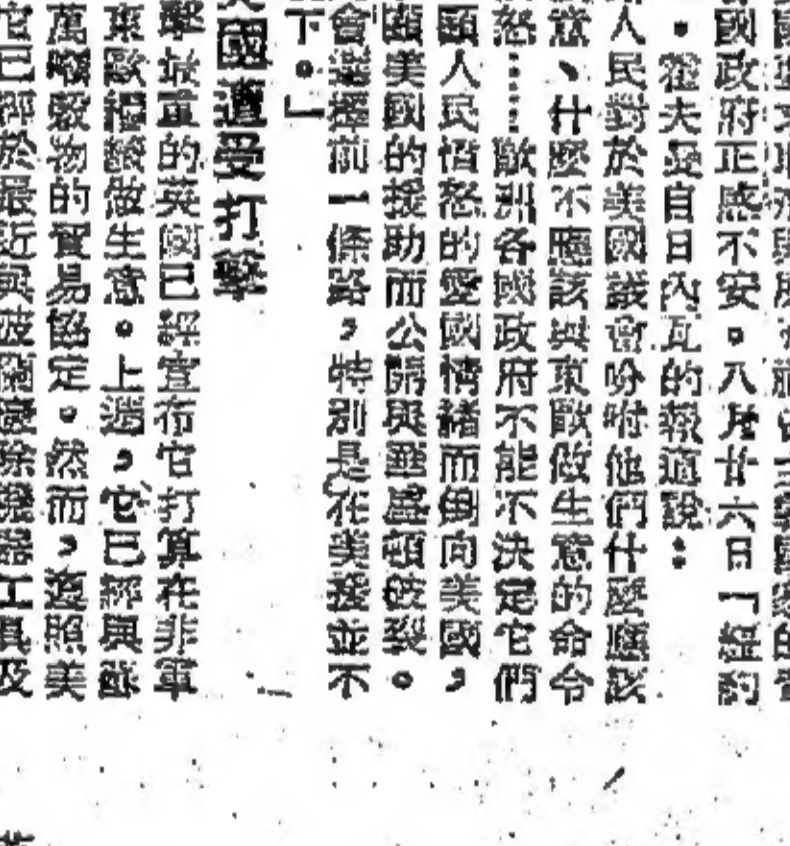 國政府正感不安。八月廿六日「紐約
。霍夫曼自日內瓦的報道說：
人民對於美國議會吩咐他們什麼應該
意、什麼不應該與東歐做生意的命令
怒……歐洲各國政府不能不決定它們
顧人民憤怒的愛國情緒而倒向美國，
顧美國的援助而公開與華盛頓破裂。
會選擇前一條路，特別是在美援並不
下。」
國遭受打擊
擊最重的英國已經宣布它打算在非軍
東歐繼續做生意。上週，它已經與蘇
萬噸穀物的貿易協定。然而，遵照美
它已經於最近與波蘭除機器工具及